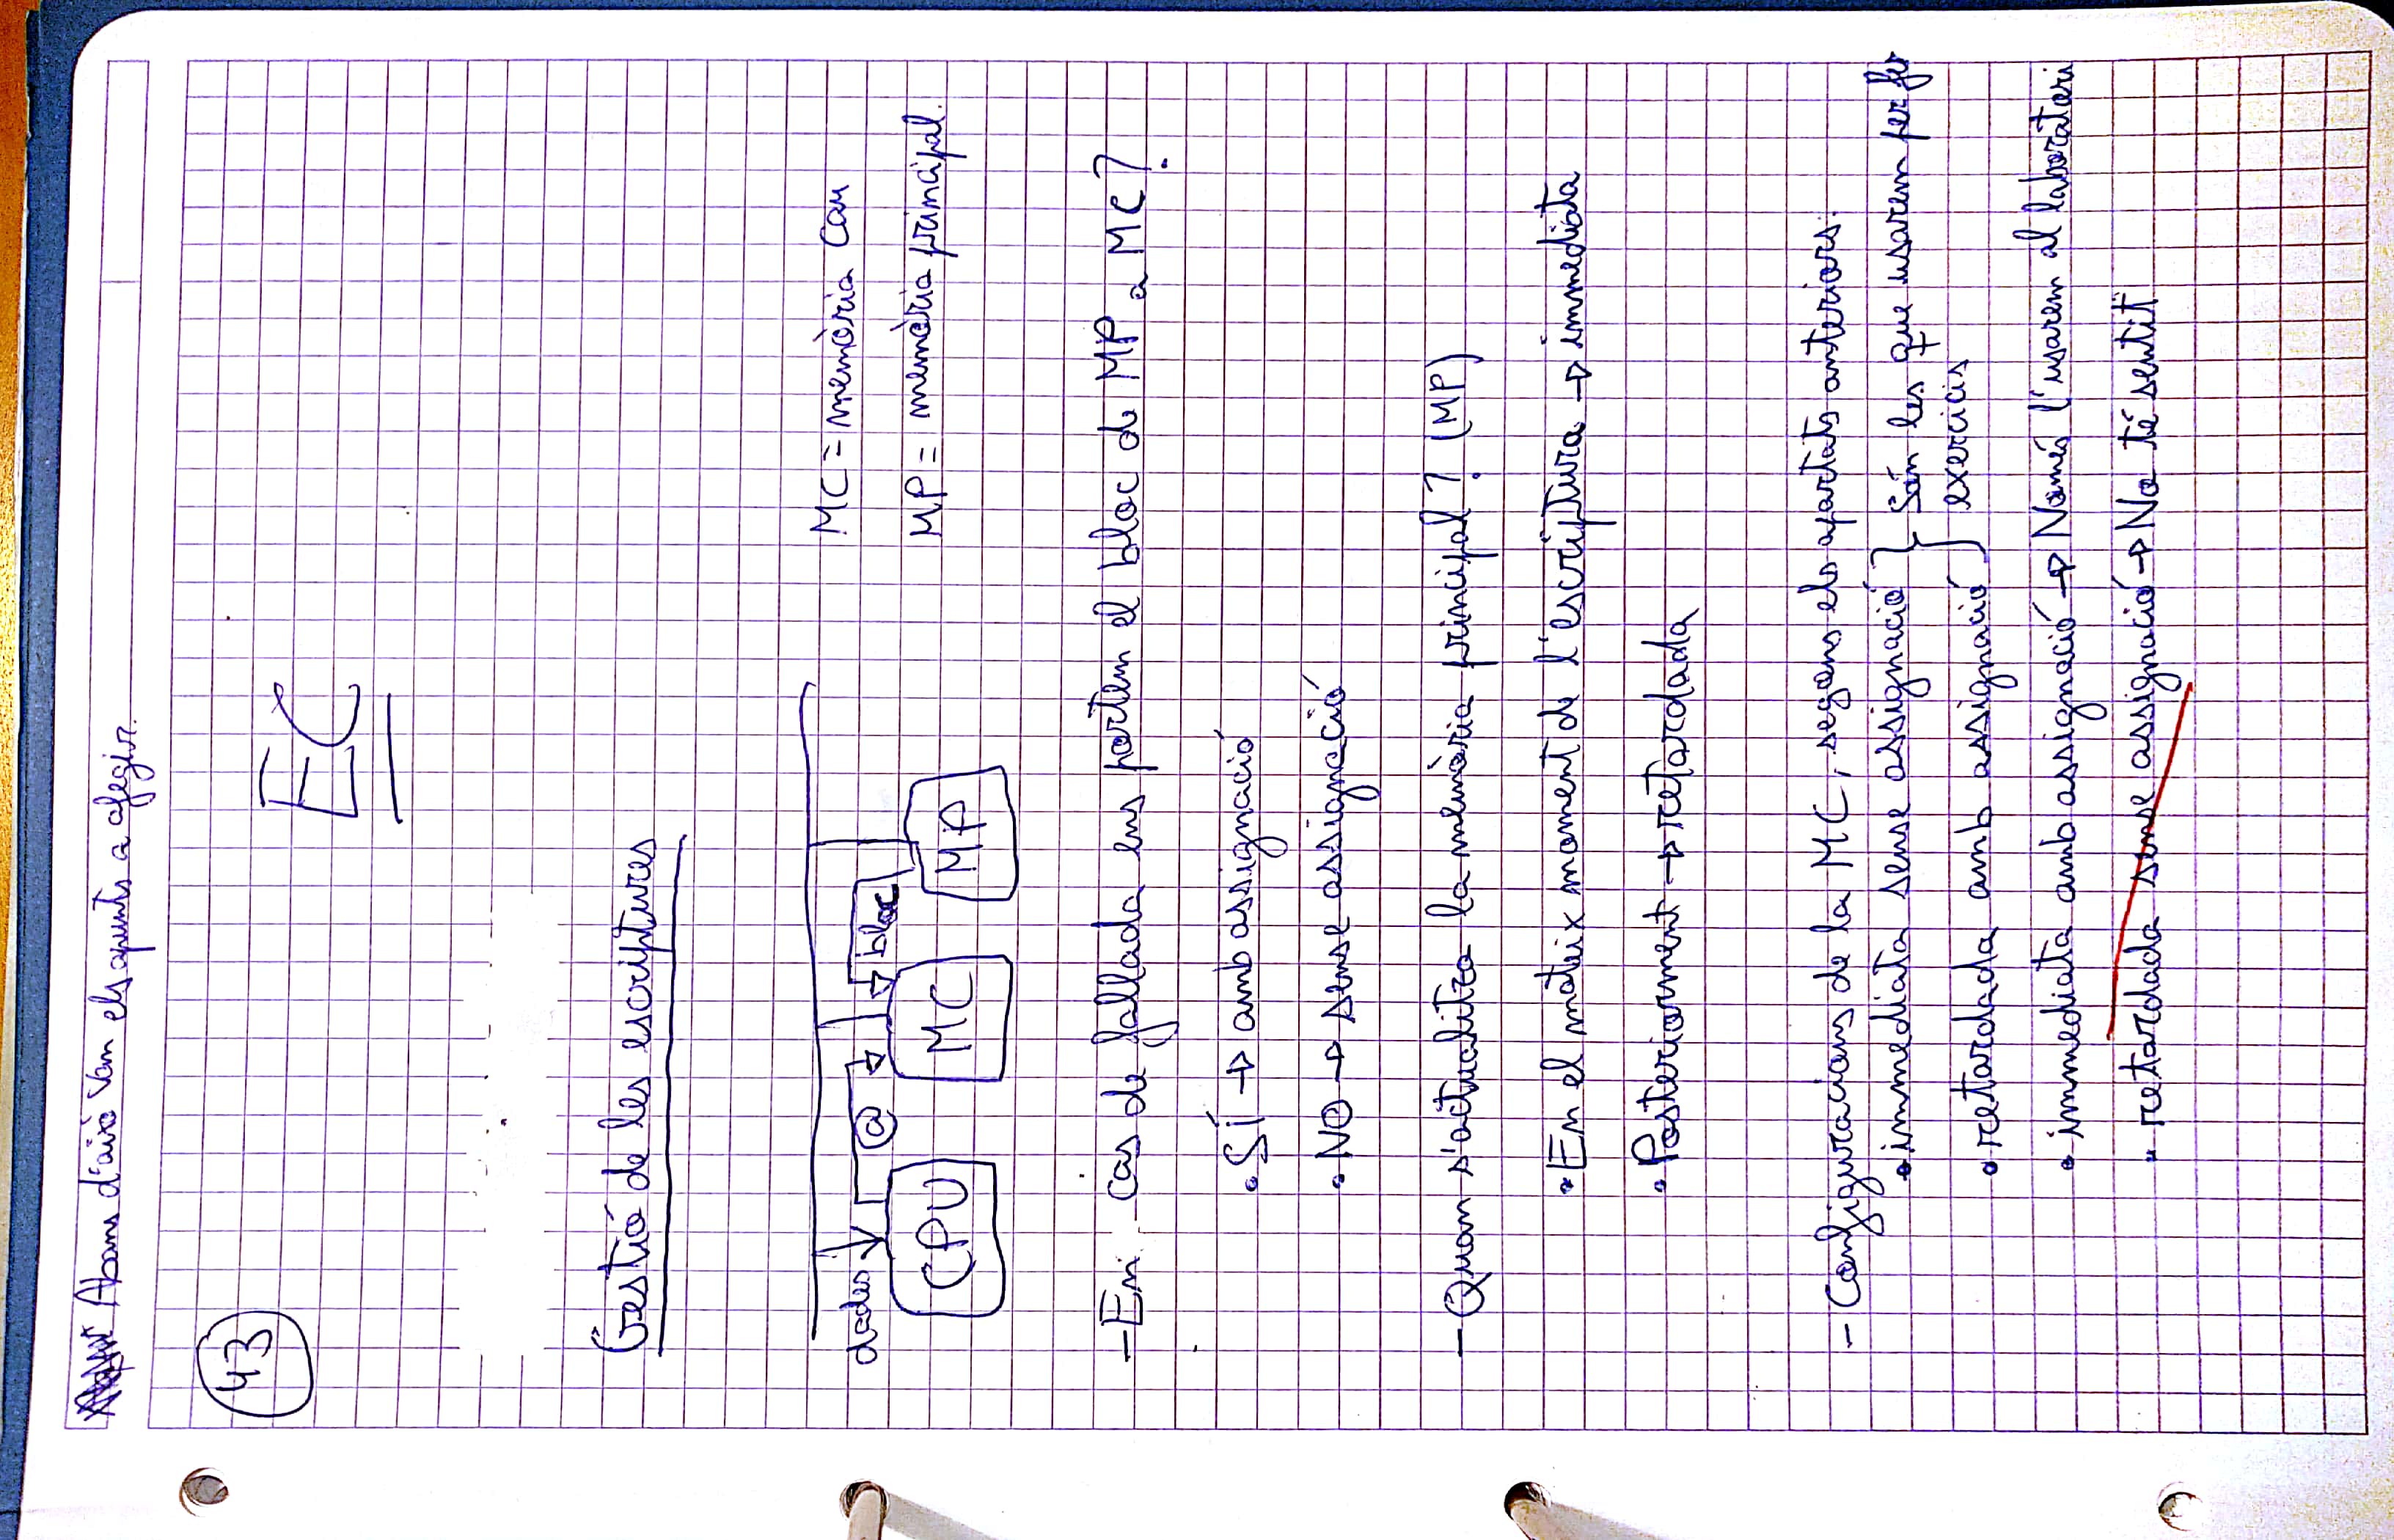 Abans d'això van els apunts a afegir.
43
EC
Gestió de les escriptures
dades
@
bloc
CPU
MC
MP
MC = memòria Cau
MP = memòria principal.
- En cas de fallada ens portem el bloc de MP a MC?
• SÍ → amb assignació
• NO → sense assignació
- Quan s'actualitza la memòria principal? (MP)
• En el mateix moment de l'escriptura → immediata
• Posteriorment → retardada
- Configuracions de la MC, segons els apartats anteriors:
• immediata sense assignació } Són les que usarem per fer
• retardada amb assignació } exercicis
• immediata amb assignació → Només l'usarem al laboratori
• retardada sense assignació → No té sentit